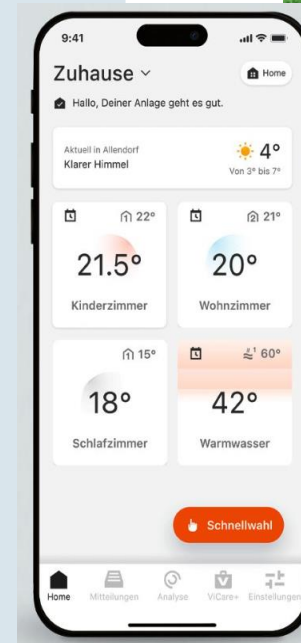 9:41
Zuhause
Home
Hallo, Deiner Anlage geht es gut.
Aktuell in Allendorf
Klarer Himmel
4°
Von 3° bis 7°
22°
21.5°
Kinderzimmer
21°
20°
Wohnzimmer
15°
18°
Schlafzimmer
60°
42°
Warmwasser
Schnellwahl
Home
Mitteilungen
Analyse
ViCare+
Einstellungen